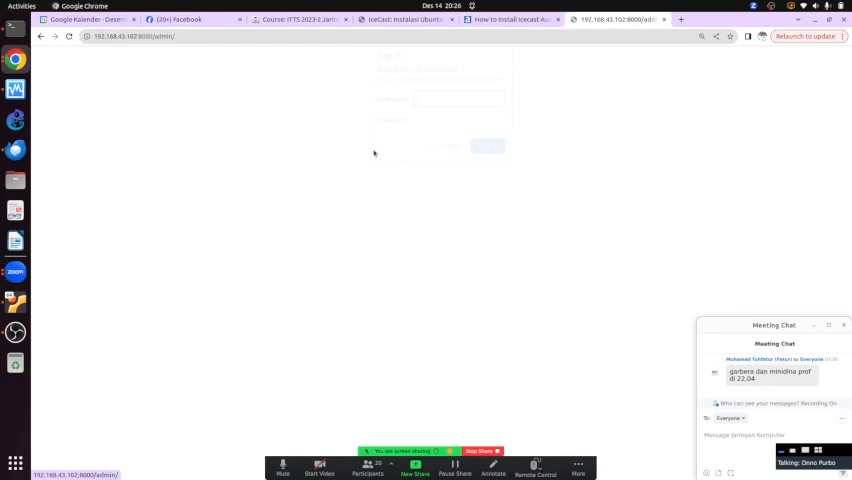 Activities
Google Chrome
Des 14 20:26
Google Kalender - Desem
(20+) Facebook
Course: ITTS 2023-2 Jarin
IceCast: Instalasi Ubuntu
How to Install Icecast Aud
192.168.43.102:8000/adm
192.168.43.102:8000/admin/
Relaunch to update
Sign in
Username
Password
Meeting Chat
Meeting Chat
Muhamad Tuhfatur (Fatur) to Everyone
garbera dan minidlna prof
di 22.04
Who can see your messages? Recording On
To:
Everyone
Message Jaringan Komputer
Talking: Onno Purbo
You are screen sharing
Stop Share
Mute
Start Video
20
Participants
New Share
Pause Share
Annotate
Remote Control
More
zoom
192.168.43.102:8000/admin/